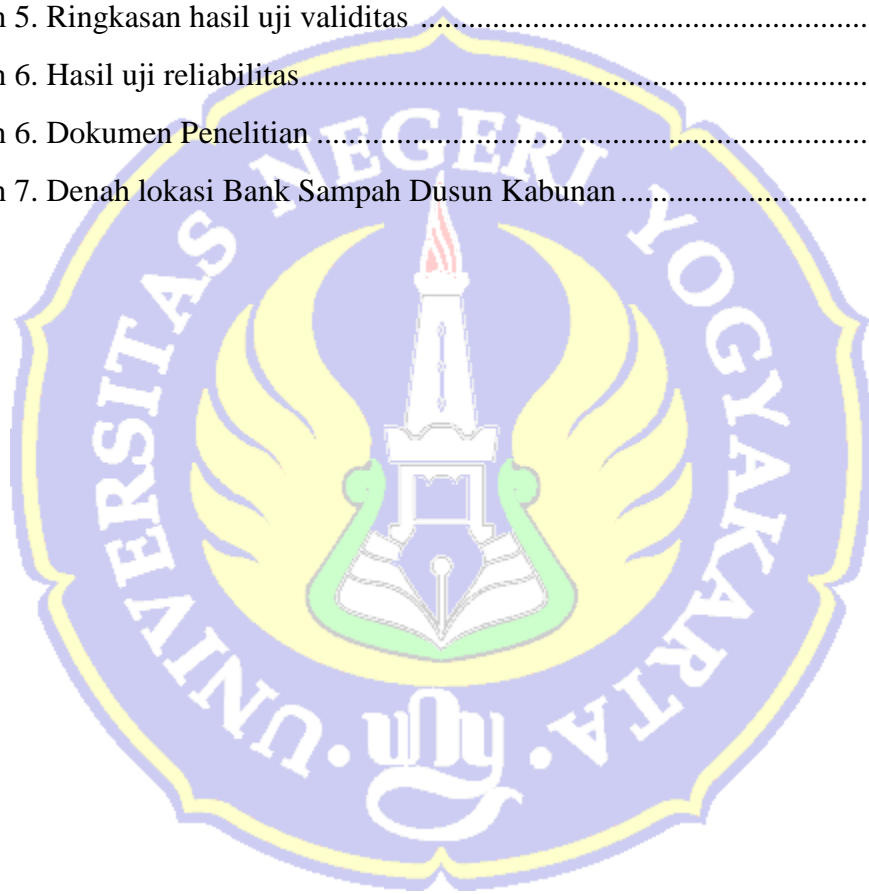 n 5. Ringkasan hasil uji validitas ........................................................
n 6. Hasil uji reliabilitas.......................................................................
n 6. Dokumen Penelitian .....................................................................
n 7. Denah lokasi Bank Sampah Dusun Kabunan ...............................
UNIVERSITAS NEGERI YOGYAKARTA
uny